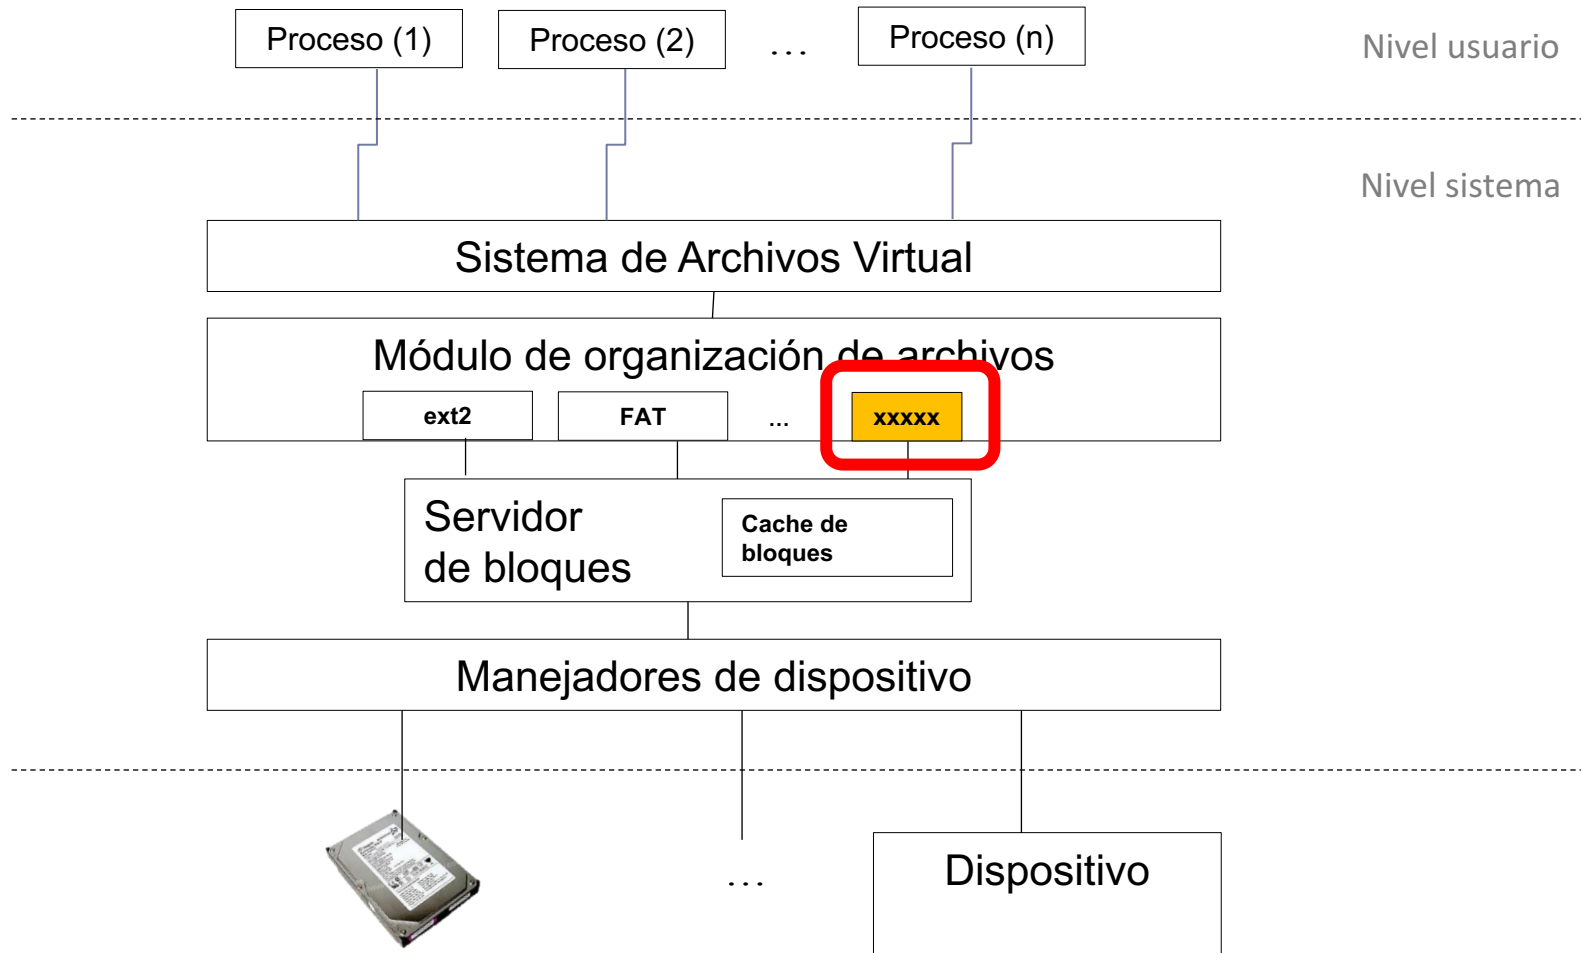 Proceso (1)
Proceso (2)
...
Proceso (n)
Nivel usuario
Nivel sistema
Sistema de Archivos Virtual
Módulo de organización de archivos
ext2
FAT
...
xxxxx
Servidor
de bloques
Cache de
bloques
Manejadores de dispositivo
...
Dispositivo